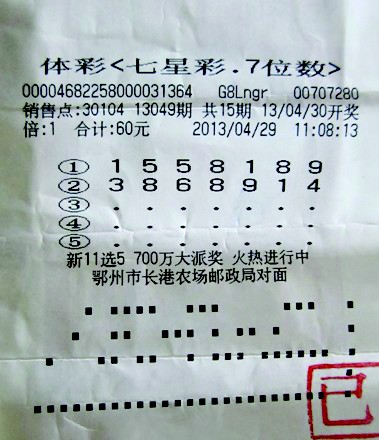 体彩<七星彩.7位数>
00004682258000031364 G8Lngr 00707280
销售点:30104 13049期 共15期 13/04/30开奖
倍:1 合计:60元 2013/04/29 11:08:13
① 1 5 5 8 1 8 9
② 3 8 6 8 9 1 4
③ . . . . . . .
④ . . . . . . .
⑤ . . . . . . .
新11选5 700万大派奖 火热进行中
鄂州市长港农场邮政局对面
已